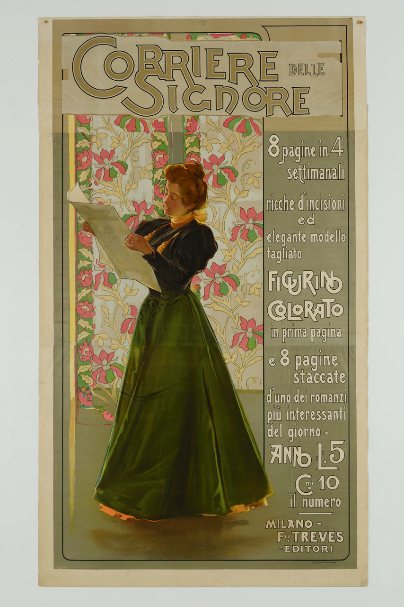 CORRIERE
DELLE
SIGNORE
8 pagine in 4
settimanali
ricche d'incisioni
ed
elegante modello
tagliato
FIGURINO
COLORATO
in prima pagina
e 8 pagine
staccate
d'uno dei romanzi
più interessanti
del giorno -
ANNO L. 5
Cmi 10
il numero
MILANO -
F.lli TREVES
- EDITORI